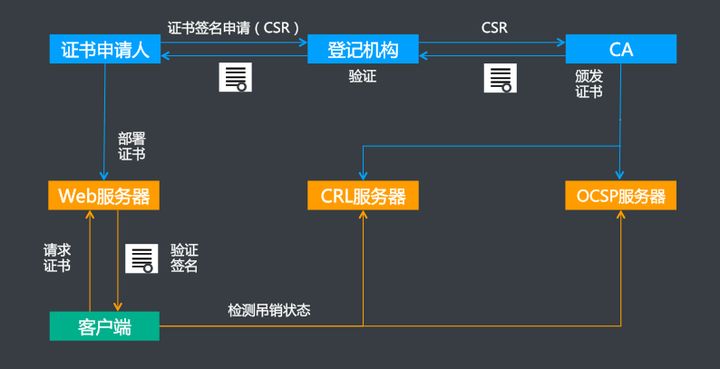 证书签名申请（CSR）
CSR
证书申请人
登记机构
CA
验证
颁发
证书
部署
证书
Web服务器
CRL服务器
OCSP服务器
请求
证书
验证
签名
检测吊销状态
客户端